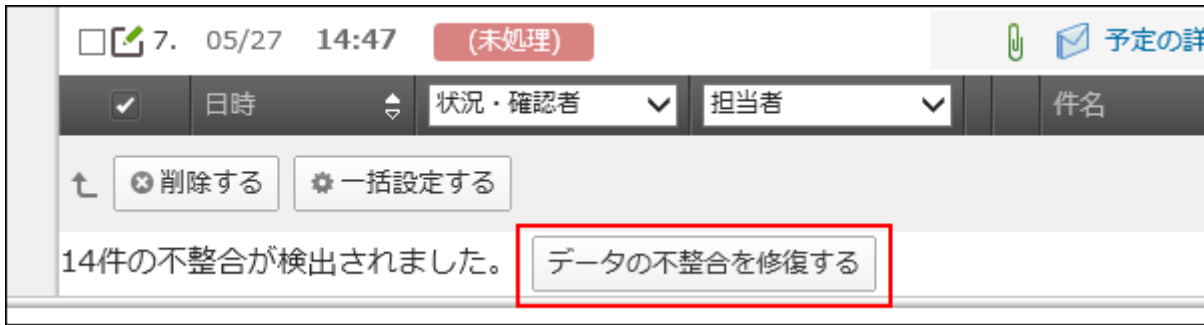 7. 05/27 14:47 (未処理) 予定の詳
日時 状況・確認者 担当者 件名
削除する 一括設定する
14件の不整合が検出されました。 データの不整合を修復する